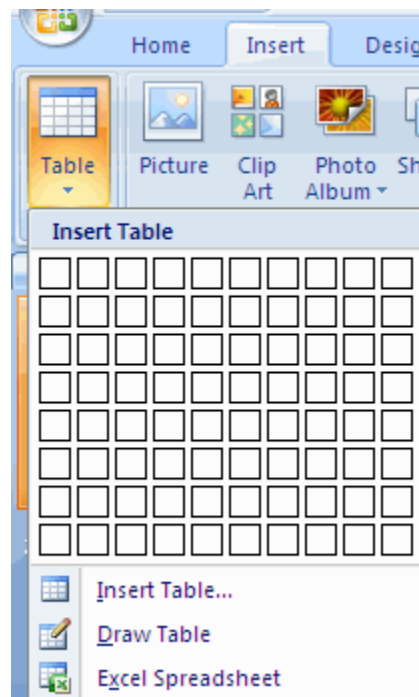 Home Insert
Table Picture Clip Art Photo Album
Insert Table
Insert Table...
Draw Table
Excel Spreadsheet